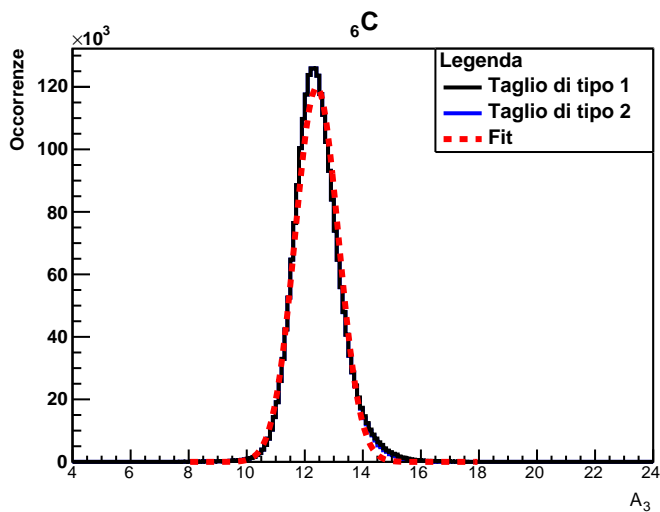 ₆C
×10³
Occorrenze
Legenda
Taglio di tipo 1
Taglio di tipo 2
Fit
120
100
80
60
40
20
0
4 6 8 10 12 14 16 18 20 22 24
A₃